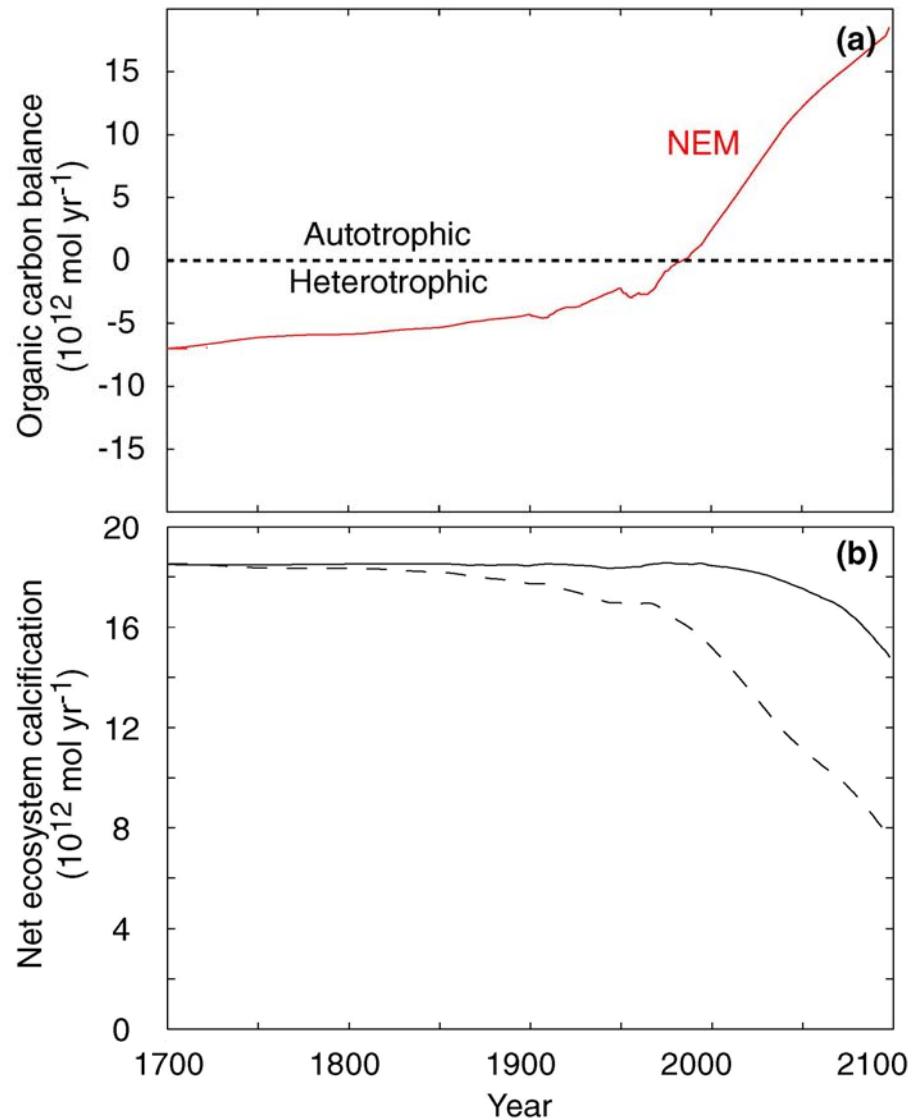 (a)
Organic carbon balance
(10¹² mol yr⁻¹)
15
10
5
0
-5
-10
-15
NEM
Autotrophic
Heterotrophic
(b)
Net ecosystem calcification
(10¹² mol yr⁻¹)
20
16
12
8
4
0
1700 1800 1900 2000 2100
Year